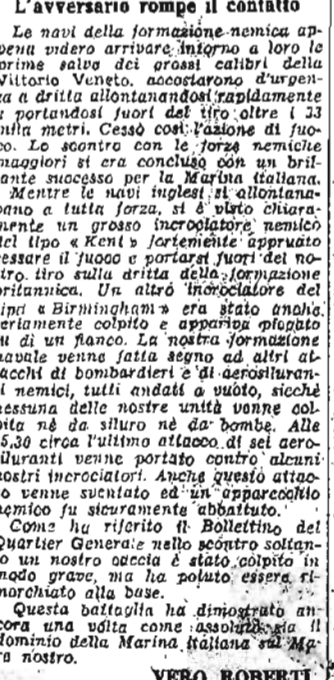 L'avversario rompe il contatto
Le navi della formazione nemica ap-
pena videro arrivare intorno a loro le
prime salve dei grossi calibri della
Vittorio Veneto, accostarono d'urgen-
za a dritta allontanandosi rapidamente
e portandosi fuori del tiro oltre i 33
mila metri. Cessò così l'azione di fuo-
co. Lo scontro con le forze nemiche
maggiori si era concluso con un bril-
lante successo per la Marina italiana.
Mentre le navi inglesi si allontana-
vano a tutta forza, si è visto chiara-
mente un grosso incrociatore nemico
del tipo « Kent » fortemente appruato
cessare il fuoco e portarsi fuori del no-
stro tiro sulla dritta della formazione
britannica. Un altro incrociatore del
tipo « Birmingham » era stato anche
seriamente colpito e appariva piegato
su di un fianco. La nostra formazione
navale venne fatta segno ad altri at-
tacchi di bombardieri e di aerosiluran-
ti nemici, tutti andati a vuoto, sicchè
nessuna delle nostre unità venne col-
pita nè da siluro nè da bombe. Alle
5,30 circa l'ultimo attacco di sei aero-
siluranti venne portato contro alcuni
nostri incrociatori. Anche questo attac-
co venne sventato ed un apparecchio
nemico fu sicuramente abbattuto.
Come ha riferito il Bollettino del
Quartier Generale nello scontro soltan-
to un nostro caccia è stato colpito in
modo grave, ma ha potuto essere ri-
morchiato alla base.
Questa battaglia ha dimostrato an-
cora una volta come assoluto sia il
dominio della Marina italiana sul Ma-
re nostro.
VERO ROBERTI